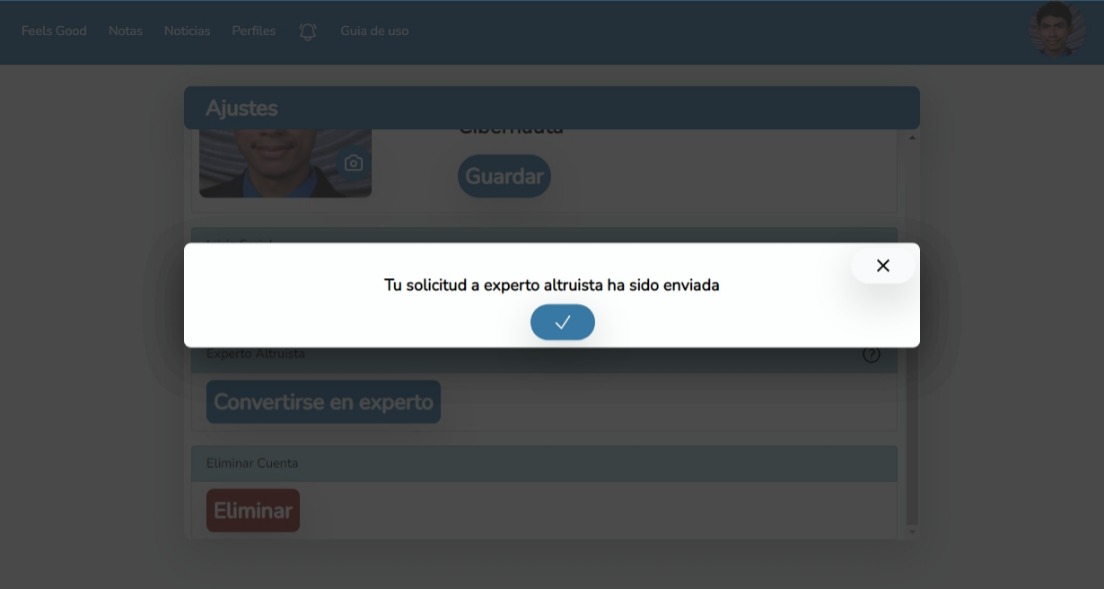 Feels Good Notas Noticias Perfiles Guia de uso
Ajustes
Cibernauta
Guardar
Tu solicitud a experto altruista ha sido enviada
Experto Altruista
Convertirse en experto
Eliminar Cuenta
Eliminar